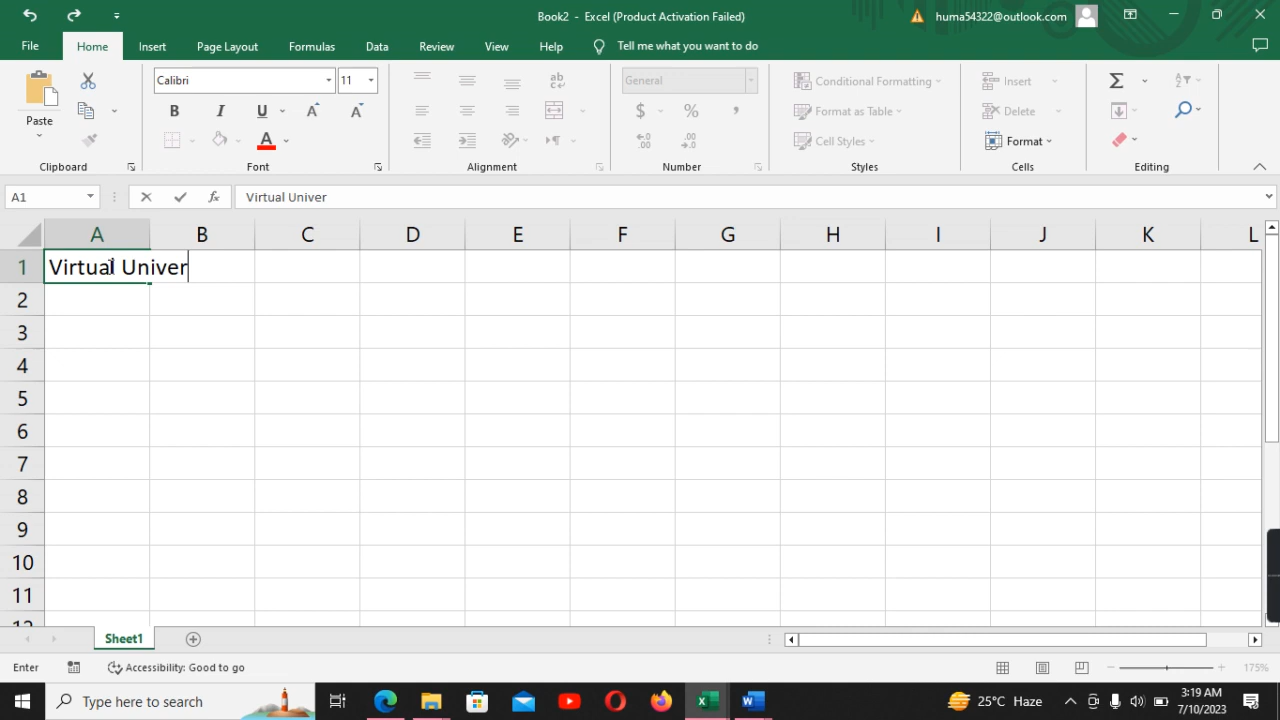 Book2 - Excel (Product Activation Failed)
huma54322@outlook.com
File Home Insert Page Layout Formulas Data Review View Help Tell me what you want to do
Calibri 11 General
Paste
B I U
ab
$ % ,
Conditional Formatting
Format as Table
Cell Styles
Insert
Delete
Format
Clipboard Font Alignment Number Styles Cells Editing
A1 fx Virtual Univer
A B C D E F G H I J K L
1 Virtual Univer
2
3
4
5
6
7
8
9
10
11
12
Sheet1
Enter Accessibility: Good to go 175%
Type here to search
25°C Haze
3:19 AM
7/10/2023